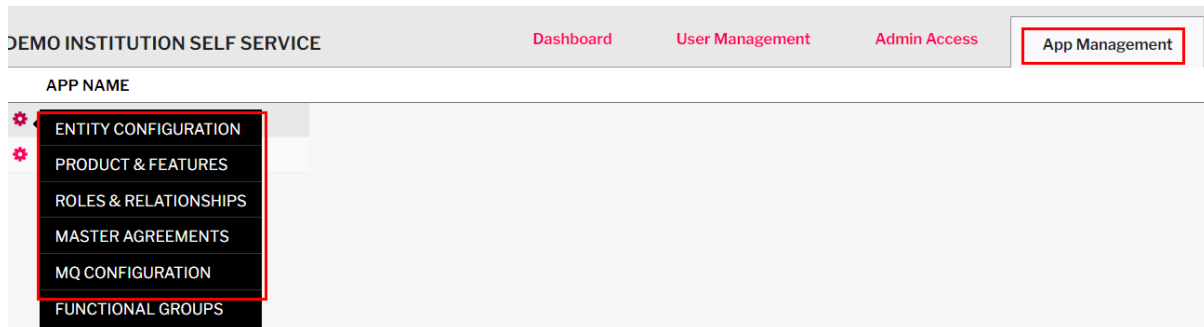 DEMO INSTITUTION SELF SERVICE Dashboard User Management Admin Access App Management
APP NAME
ENTITY CONFIGURATION
PRODUCT & FEATURES
ROLES & RELATIONSHIPS
MASTER AGREEMENTS
MQ CONFIGURATION
FUNCTIONAL GROUPS